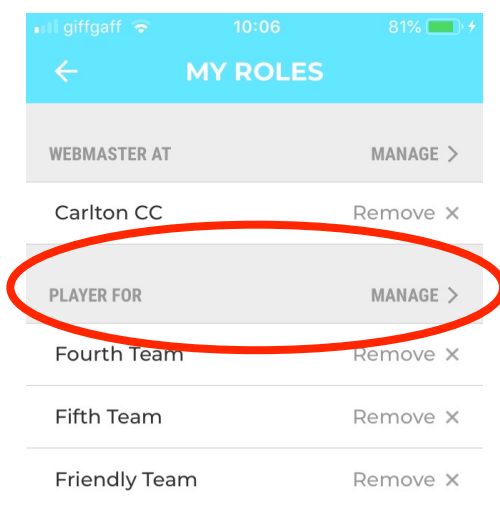 giffgaff 10:06 81%
MY ROLES
WEBMASTER AT MANAGE >
Carlton CC Remove ×
PLAYER FOR MANAGE >
Fourth Team Remove ×
Fifth Team Remove ×
Friendly Team Remove ×